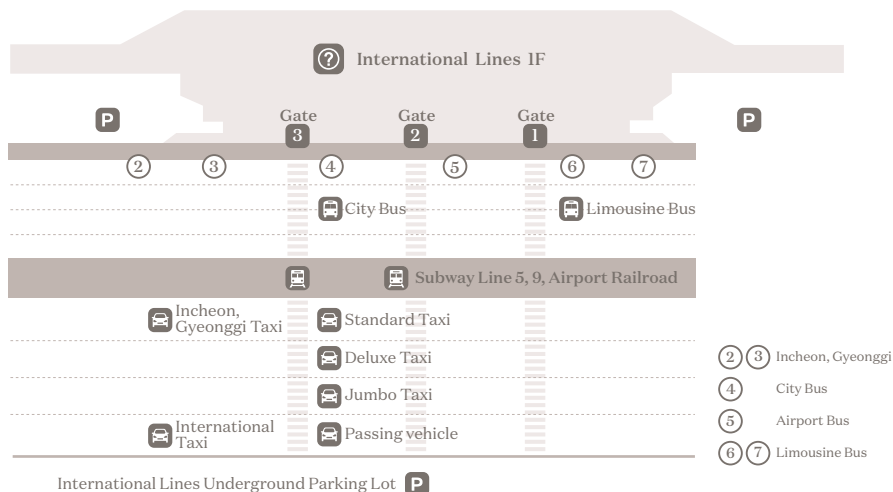 ? International Lines 1F
P
P
Gate
3
Gate
2
Gate
1
2
3
4
5
6
7
City Bus
Limousine Bus
Subway Line 5, 9, Airport Railroad
Incheon,
Gyeonggi Taxi
Standard Taxi
Deluxe Taxi
Jumbo Taxi
International
Taxi
Passing vehicle
2 3 Incheon, Gyeonggi
4 City Bus
5 Airport Bus
6 7 Limousine Bus
International Lines Underground Parking Lot P